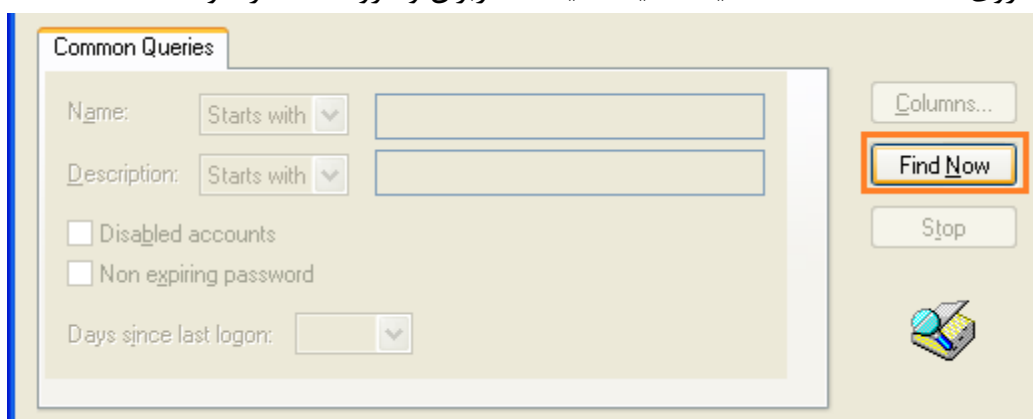 Common Queries
Name: Starts with
Columns...
Description: Starts with
Find Now
Disabled accounts
Stop
Non expiring password
Days since last logon: